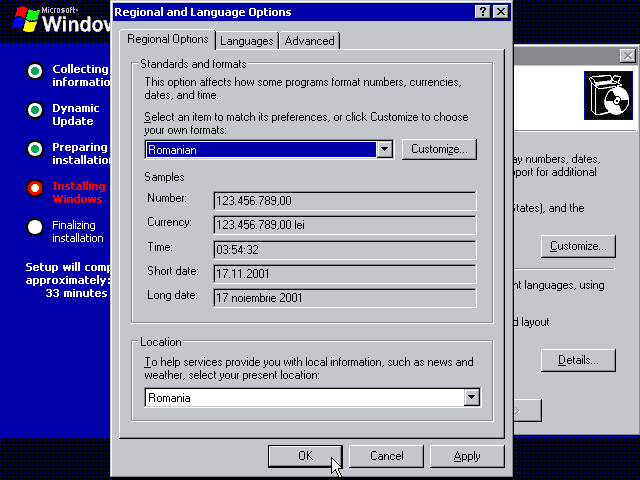 Microsoft®
Window
Collecting
informatio
Dynamic
Update
Preparing
installation
Installing
Windows
Finalizing
installation
Setup will comp
approximately:
33 minutes
Regional and Language Options
Regional Options
Languages
Advanced
Standards and formats
This option affects how some programs format numbers, currencies,
dates, and time.
Select an item to match its preferences, or click Customize to choose
your own formats:
Romanian
Customize...
Samples
Number: 123.456.789,00
Currency: 123.456.789,00 lei
Time: 03:54:32
Short date: 17.11.2001
Long date: 17 noiembrie 2001
Location
To help services provide you with local information, such as news and
weather, select your present location:
Romania
OK
Cancel
Apply
ay numbers, dates,
port for additional
States), and the
Customize...
nt languages, using
d layout
Details...
>